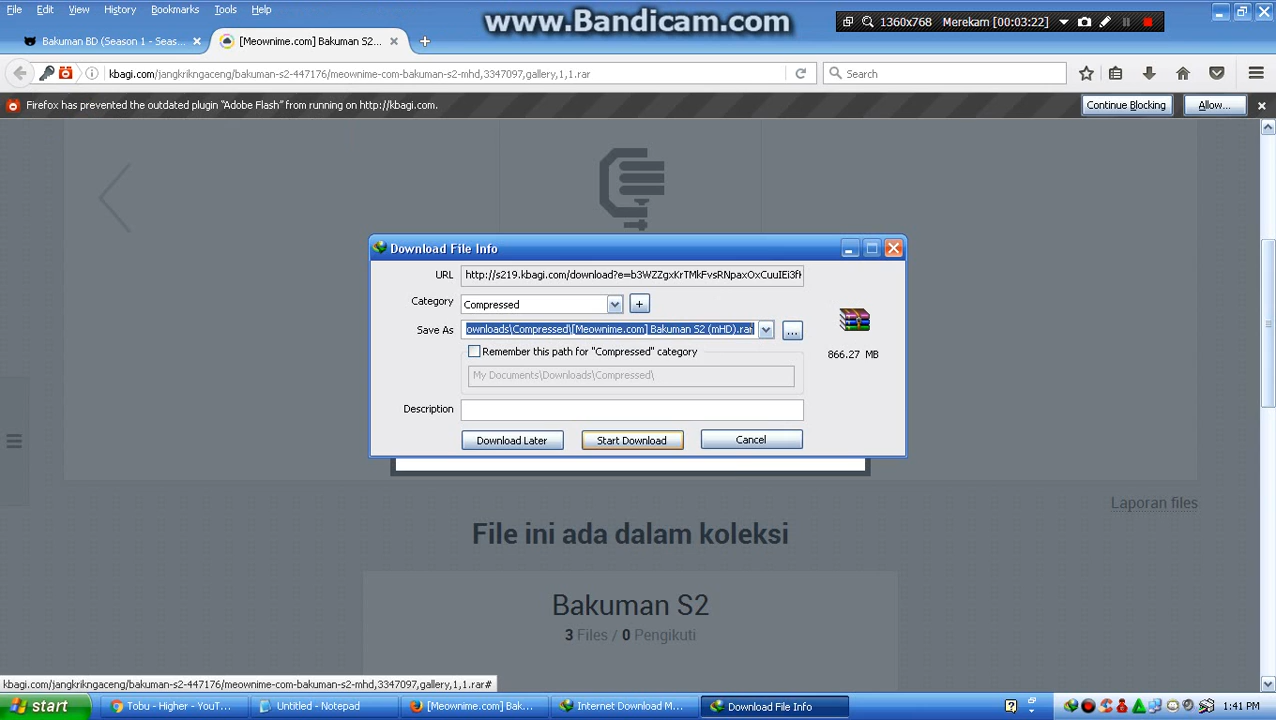 www.Bandicam.com
1360x768 Merekam [00:03:22]
File Edit View History Bookmarks Tools Help
Bakuman BD (Season 1 - Seas...
[Meownime.com] Bakuman S2...
kbagi.com/jangkrikngaceng/bakuman-s2-447176/meownime-com-bakuman-s2-mhd,3347097,gallery,1,1.rar
Search
Firefox has prevented the outdated plugin "Adobe Flash" from running on http://kbagi.com.
Continue Blocking
Allow...
Download File Info
URL http://s219.kbagi.com/download?e=b3WZZgxKrTMkFvsRNpaxOxCuuIEi3fH
Category Compressed
Save As ownloads\Compressed\[Meownime.com] Bakuman S2 (mHD).rar
...
866.27 MB
Remember this path for "Compressed" category
My Documents\Downloads\Compressed\
Description
Download Later
Start Download
Cancel
Laporan files
File ini ada dalam koleksi
Bakuman S2
3 Files / 0 Pengikuti
kbagi.com/jangkrikngaceng/bakuman-s2-447176/meownime-com-bakuman-s2-mhd,3347097,gallery,1,1.rar#
start
Tobu - Higher - YouT...
Untitled - Notepad
[Meownime.com] Bak...
Internet Download M...
Download File Info
1:41 PM